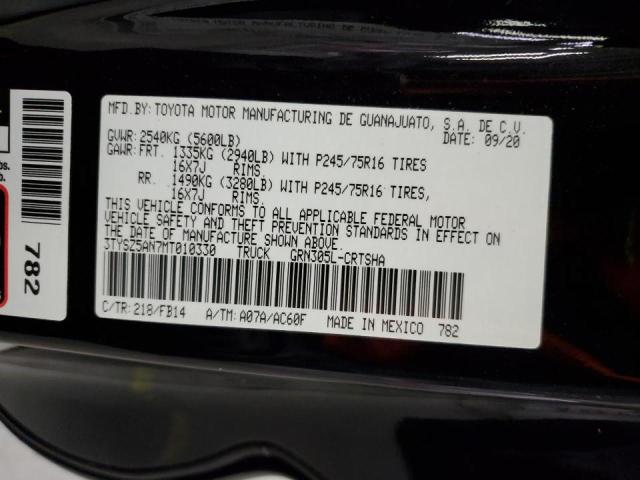 MFD.BY: TOYOTA MOTOR MANUFACTURING DE GUANAJUATO, S.A. DE C.V.
GVWR: 2540KG (5600LB) DATE: 09/20
GAWR: FRT. 1335KG (2940LB) WITH P245/75R16 TIRES
16X7J RIMS.
RR. 1490KG (3280LB) WITH P245/75R16 TIRES,
16X7J RIMS.
THIS VEHICLE CONFORMS TO ALL APPLICABLE FEDERAL MOTOR
VEHICLE SAFETY AND THEFT PREVENTION STANDARDS IN EFFECT ON
THE DATE OF MANUFACTURE SHOWN ABOVE.
3TYSZ5AN7MT010330 TRUCK GRN305L-CRTSHA
C/TR: 218/FB14 A/TM: A07A/AC60F MADE IN MEXICO 782
782